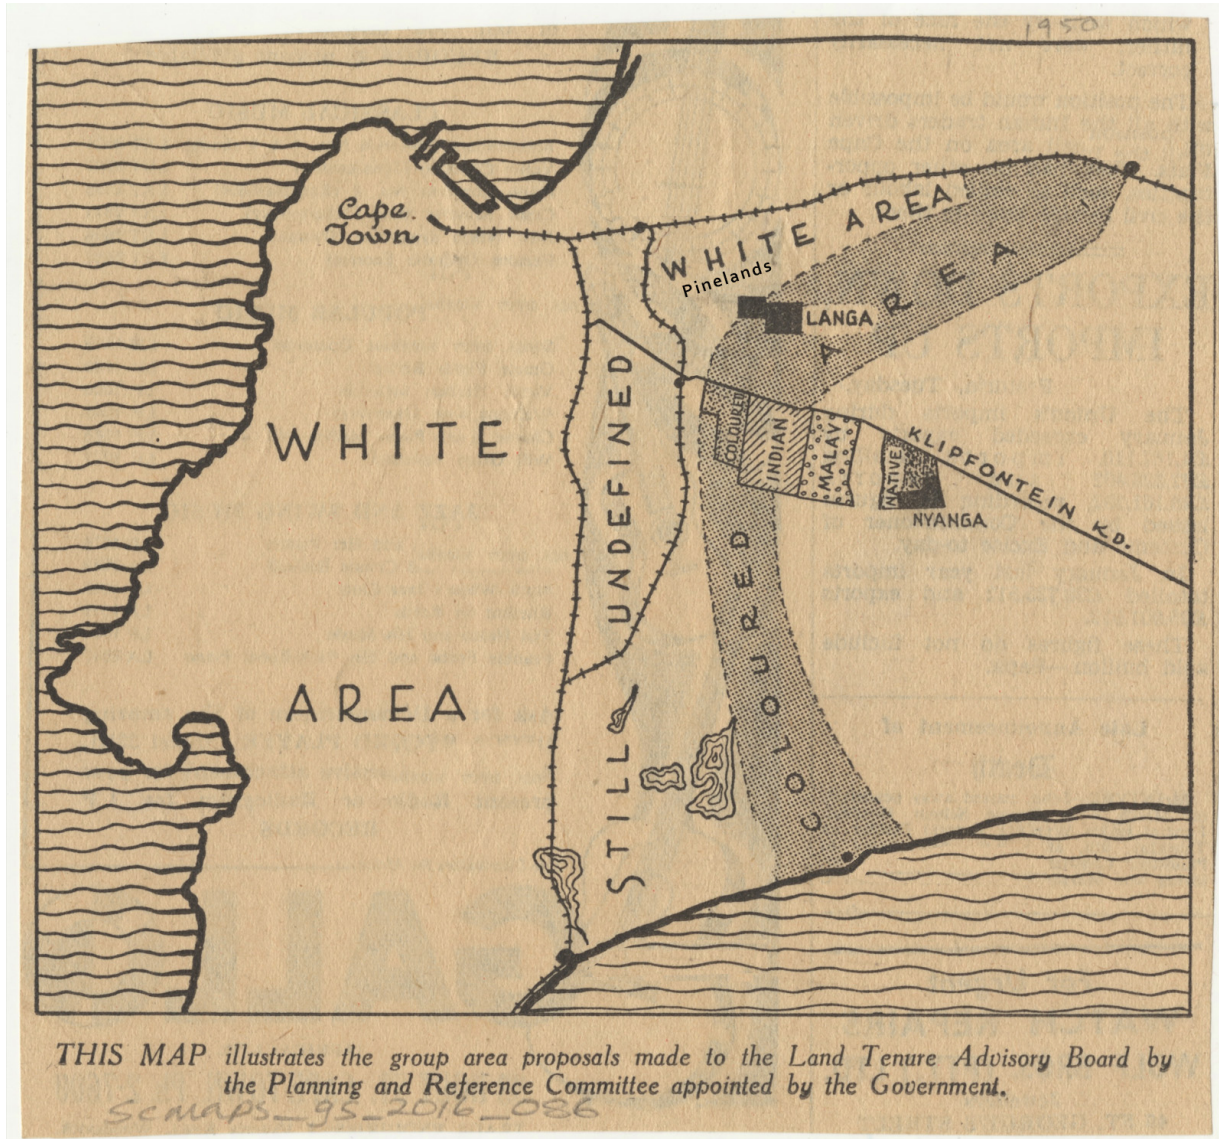 1950
Cape
Town
WHITE AREA
Pinelands
AREA
LANGA
WHITE
AREA
STILL UNDEFINED
COLOURED
INDIAN
MALAY
NATIVE
NYANGA
KLIPFONTEIN RD.
COLOURED
THIS MAP illustrates the group area proposals made to the Land Tenure Advisory Board by
the Planning and Reference Committee appointed by the Government.
scmaps_gs_2016_086